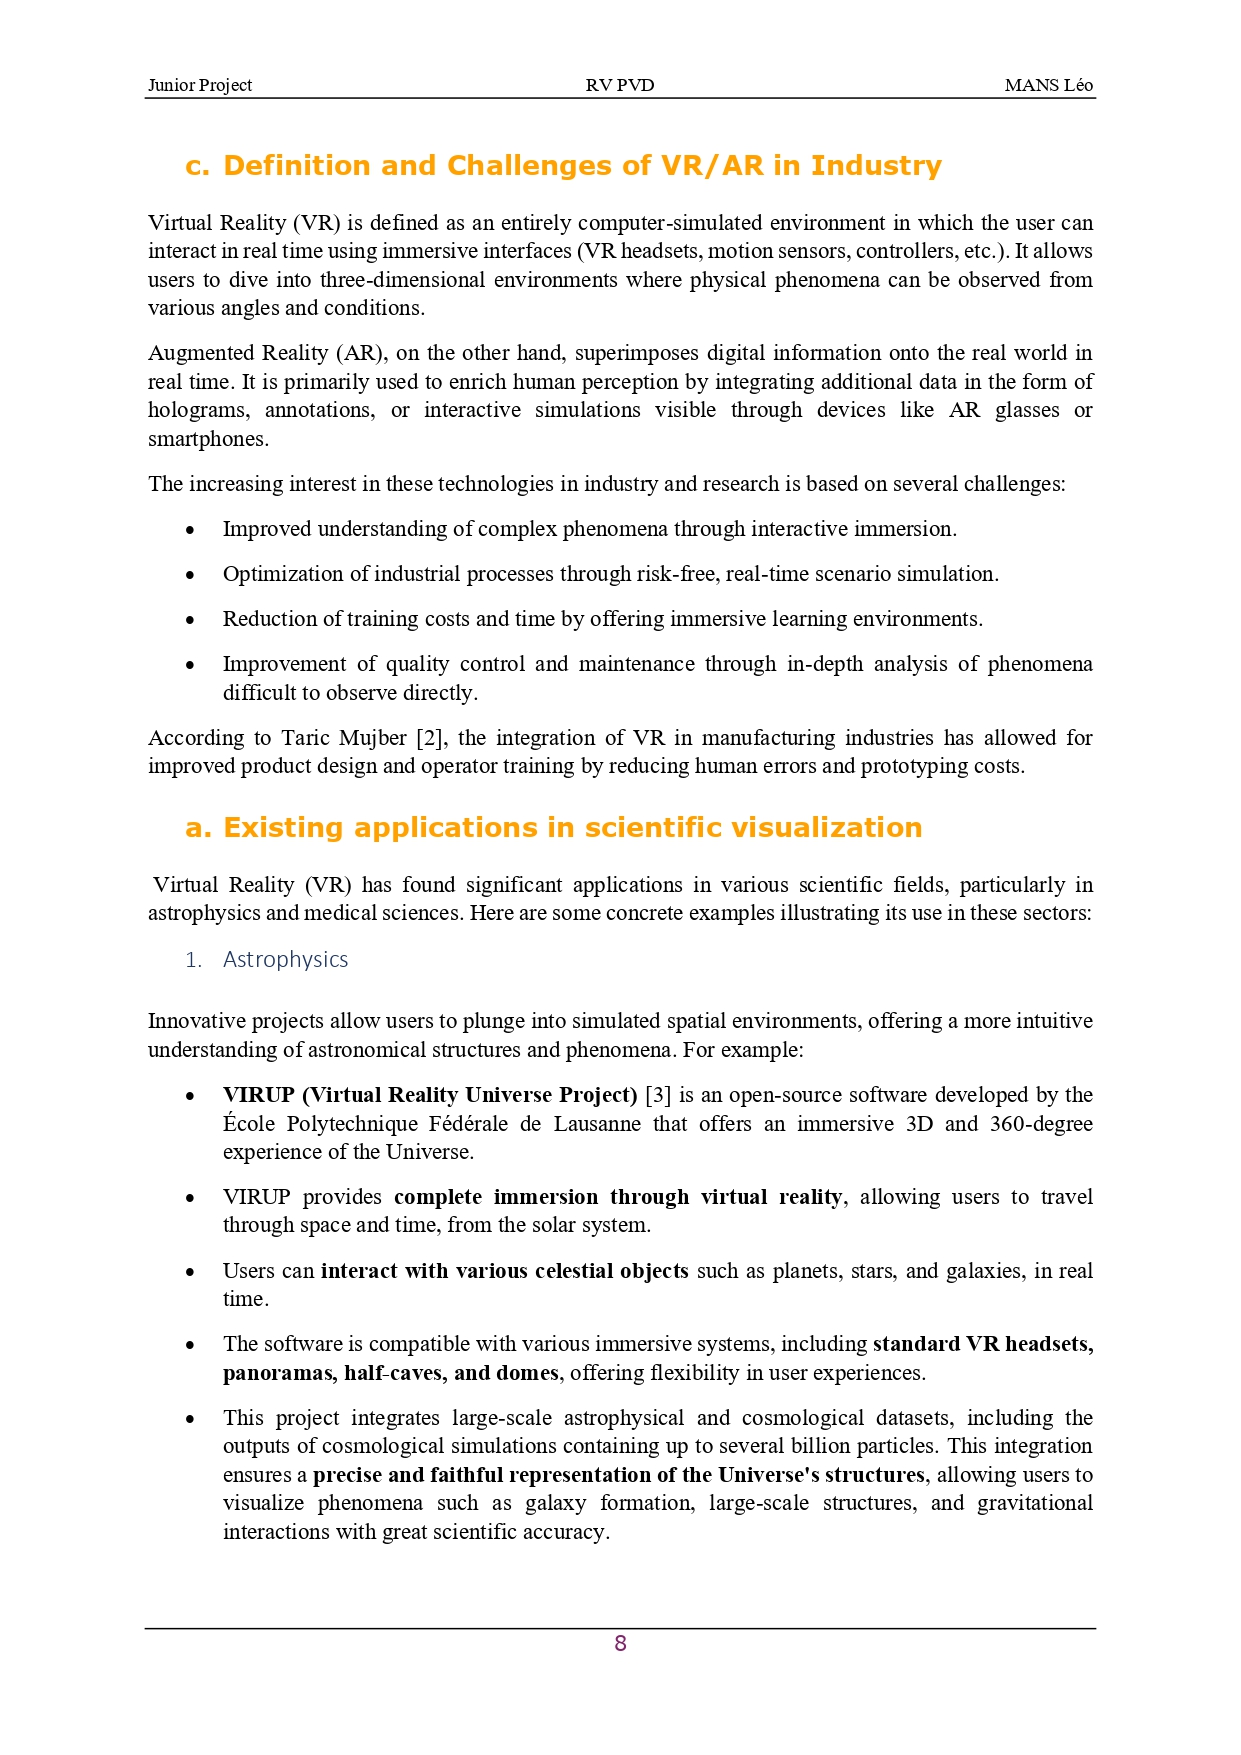 Junior Project RV PVD MANS Léo
c. Definition and Challenges of VR/AR in Industry
Virtual Reality (VR) is defined as an entirely computer-simulated environment in which the user can
interact in real time using immersive interfaces (VR headsets, motion sensors, controllers, etc.). It allows
users to dive into three-dimensional environments where physical phenomena can be observed from
various angles and conditions.
Augmented Reality (AR), on the other hand, superimposes digital information onto the real world in
real time. It is primarily used to enrich human perception by integrating additional data in the form of
holograms, annotations, or interactive simulations visible through devices like AR glasses or
smartphones.
The increasing interest in these technologies in industry and research is based on several challenges:
• Improved understanding of complex phenomena through interactive immersion.
• Optimization of industrial processes through risk-free, real-time scenario simulation.
• Reduction of training costs and time by offering immersive learning environments.
• Improvement of quality control and maintenance through in-depth analysis of phenomena
difficult to observe directly.
According to Taric Mujber [2], the integration of VR in manufacturing industries has allowed for
improved product design and operator training by reducing human errors and prototyping costs.
a. Existing applications in scientific visualization
Virtual Reality (VR) has found significant applications in various scientific fields, particularly in
astrophysics and medical sciences. Here are some concrete examples illustrating its use in these sectors:
1. Astrophysics
Innovative projects allow users to plunge into simulated spatial environments, offering a more intuitive
understanding of astronomical structures and phenomena. For example:
• VIRUP (Virtual Reality Universe Project) [3] is an open-source software developed by the
École Polytechnique Fédérale de Lausanne that offers an immersive 3D and 360-degree
experience of the Universe.
• VIRUP provides complete immersion through virtual reality, allowing users to travel
through space and time, from the solar system.
• Users can interact with various celestial objects such as planets, stars, and galaxies, in real
time.
• The software is compatible with various immersive systems, including standard VR headsets,
panoramas, half-caves, and domes, offering flexibility in user experiences.
• This project integrates large-scale astrophysical and cosmological datasets, including the
outputs of cosmological simulations containing up to several billion particles. This integration
ensures a precise and faithful representation of the Universe's structures, allowing users to
visualize phenomena such as galaxy formation, large-scale structures, and gravitational
interactions with great scientific accuracy.
8